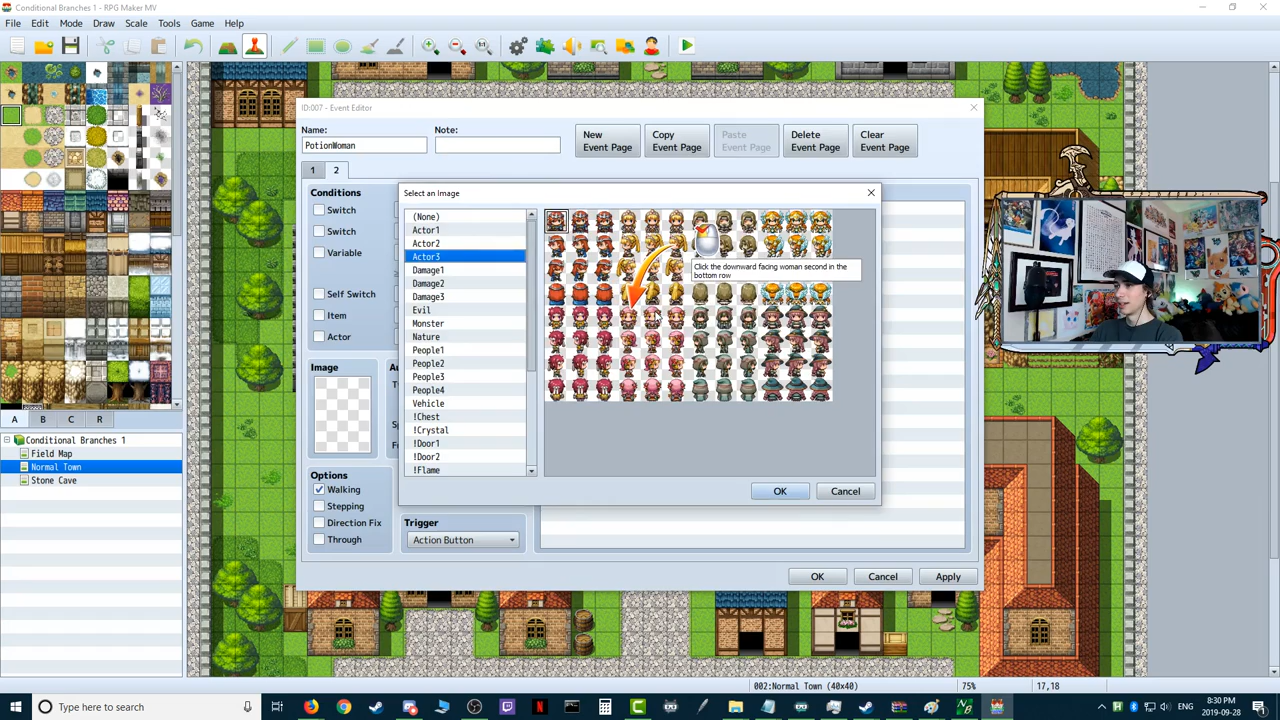 Conditional Branches 1 - RPG Maker MV
File Edit Mode Draw Scale Tools Game Help
1:1
ID:007 - Event Editor
Name:
Note:
PotionWoman
New
Event Page
Copy
Event Page
Paste
Event Page
Delete
Event Page
Clear
Event Page
1 2
Conditions
Switch
Switch
Variable
Self Switch
Item
Actor
Image
Options
Walking
Stepping
Direction Fix
Through
Trigger
Action Button
OK Cancel Apply
Select an Image
(None)
Actor1
Actor2
Actor3
Damage1
Damage2
Damage3
Evil
Monster
Nature
People1
People2
People3
People4
Vehicle
!Chest
!Crystal
!Door1
!Door2
!Flame
Click the downward facing woman second in the
bottom row
OK Cancel
A B C R
Conditional Branches 1
Field Map
Normal Town
Stone Cave
002:Normal Town (40x40) 75% 17,18
Type here to search
ENG
8:30 PM
2019-09-28